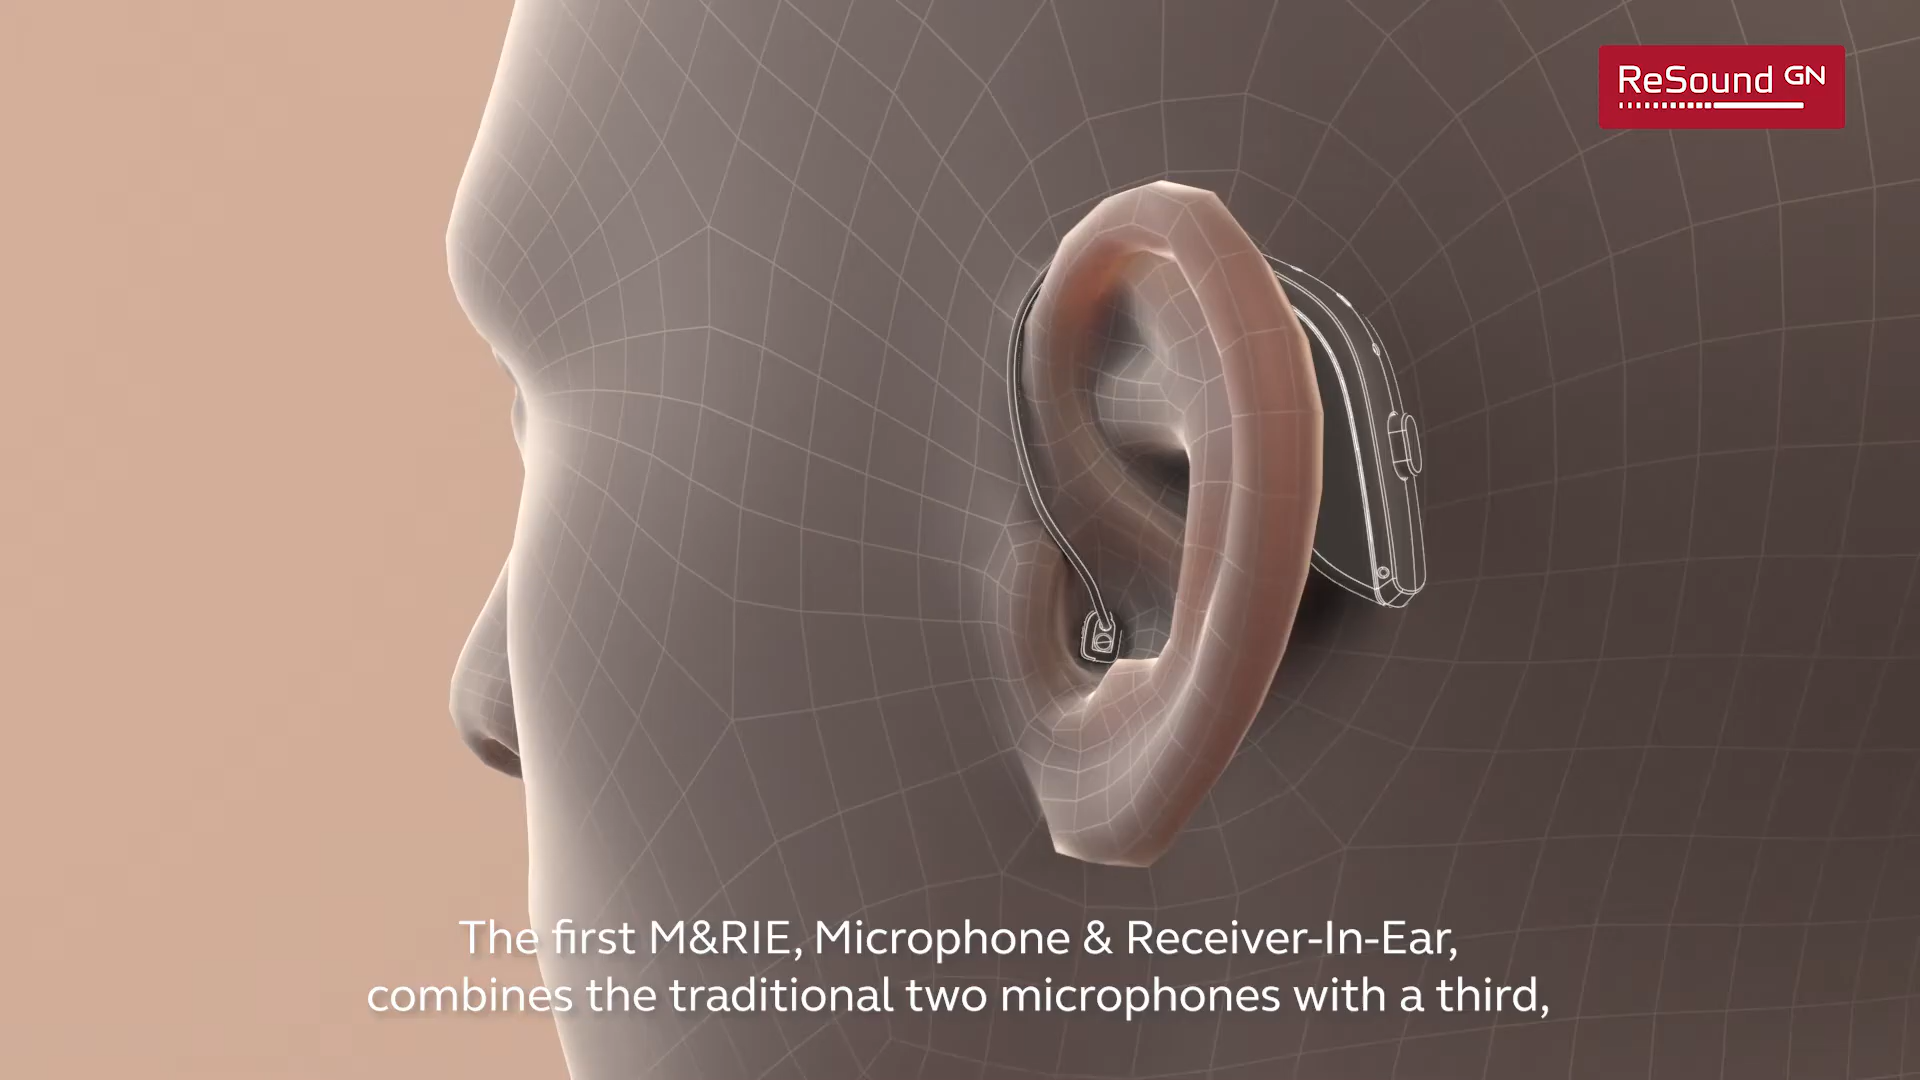 ReSound GN
The first M&RIE, Microphone & Receiver-In-Ear,
combines the traditional two microphones with a third,